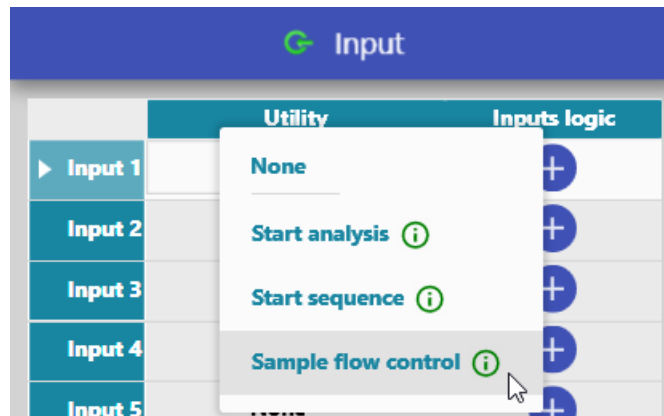 Input
Utility Inputs logic
Input 1
None
Input 2
Start analysis
Input 3
Start sequence
Input 4
Sample flow control
Input 5
None